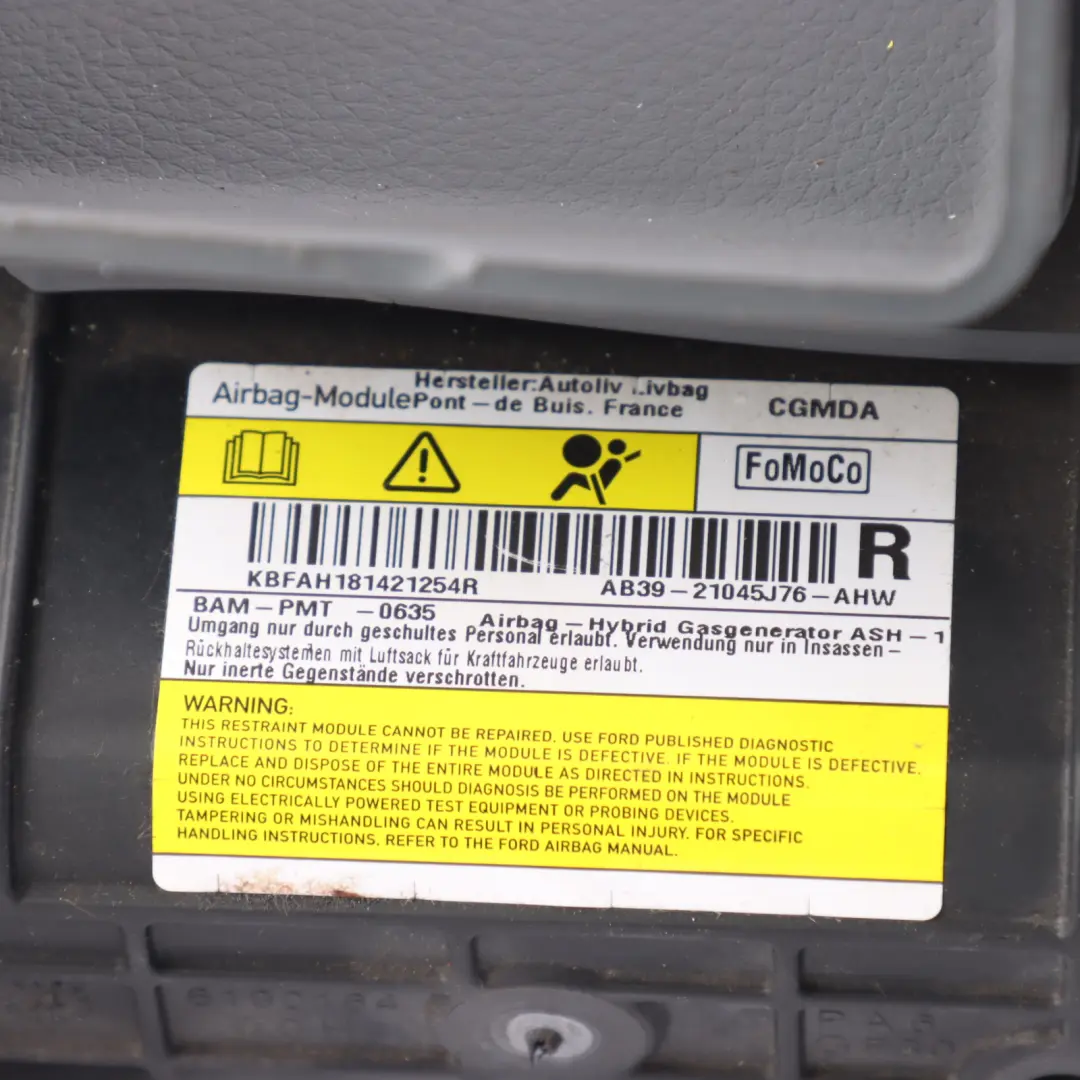 Airbag-Module
Hersteller:Autoliv
Pont-de Buis. France
CGMDA
FoMoCo
R
KBFAH181421254R
AB39-21045J76-AHW
BAM-PMT -0635 Airbag-Hybrid Gasgenerator ASH-1
Umgang nur durch geschultes Personal erlaubt. Verwendung nur in Insassen-
Rückhaltesystemen mit Luftsack für Kraftfahrzeuge erlaubt.
Nur inerte Gegenstände verschrotten.
WARNING:
THIS RESTRAINT MODULE CANNOT BE REPAIRED. USE FORD PUBLISHED DIAGNOSTIC
INSTRUCTIONS TO DETERMINE IF THE MODULE IS DEFECTIVE. IF THE MODULE IS DEFECTIVE,
REPLACE AND DISPOSE OF THE ENTIRE MODULE AS DIRECTED IN INSTRUCTIONS.
UNDER NO CIRCUMSTANCES SHOULD DIAGNOSIS BE PERFORMED ON THE MODULE
USING ELECTRICALLY POWERED TEST EQUIPMENT OR PROBING DEVICES.
TAMPERING OR MISHANDLING CAN RESULT IN PERSONAL INJURY. FOR SPECIFIC
HANDLING INSTRUCTIONS, REFER TO THE FORD AIRBAG MANUAL.